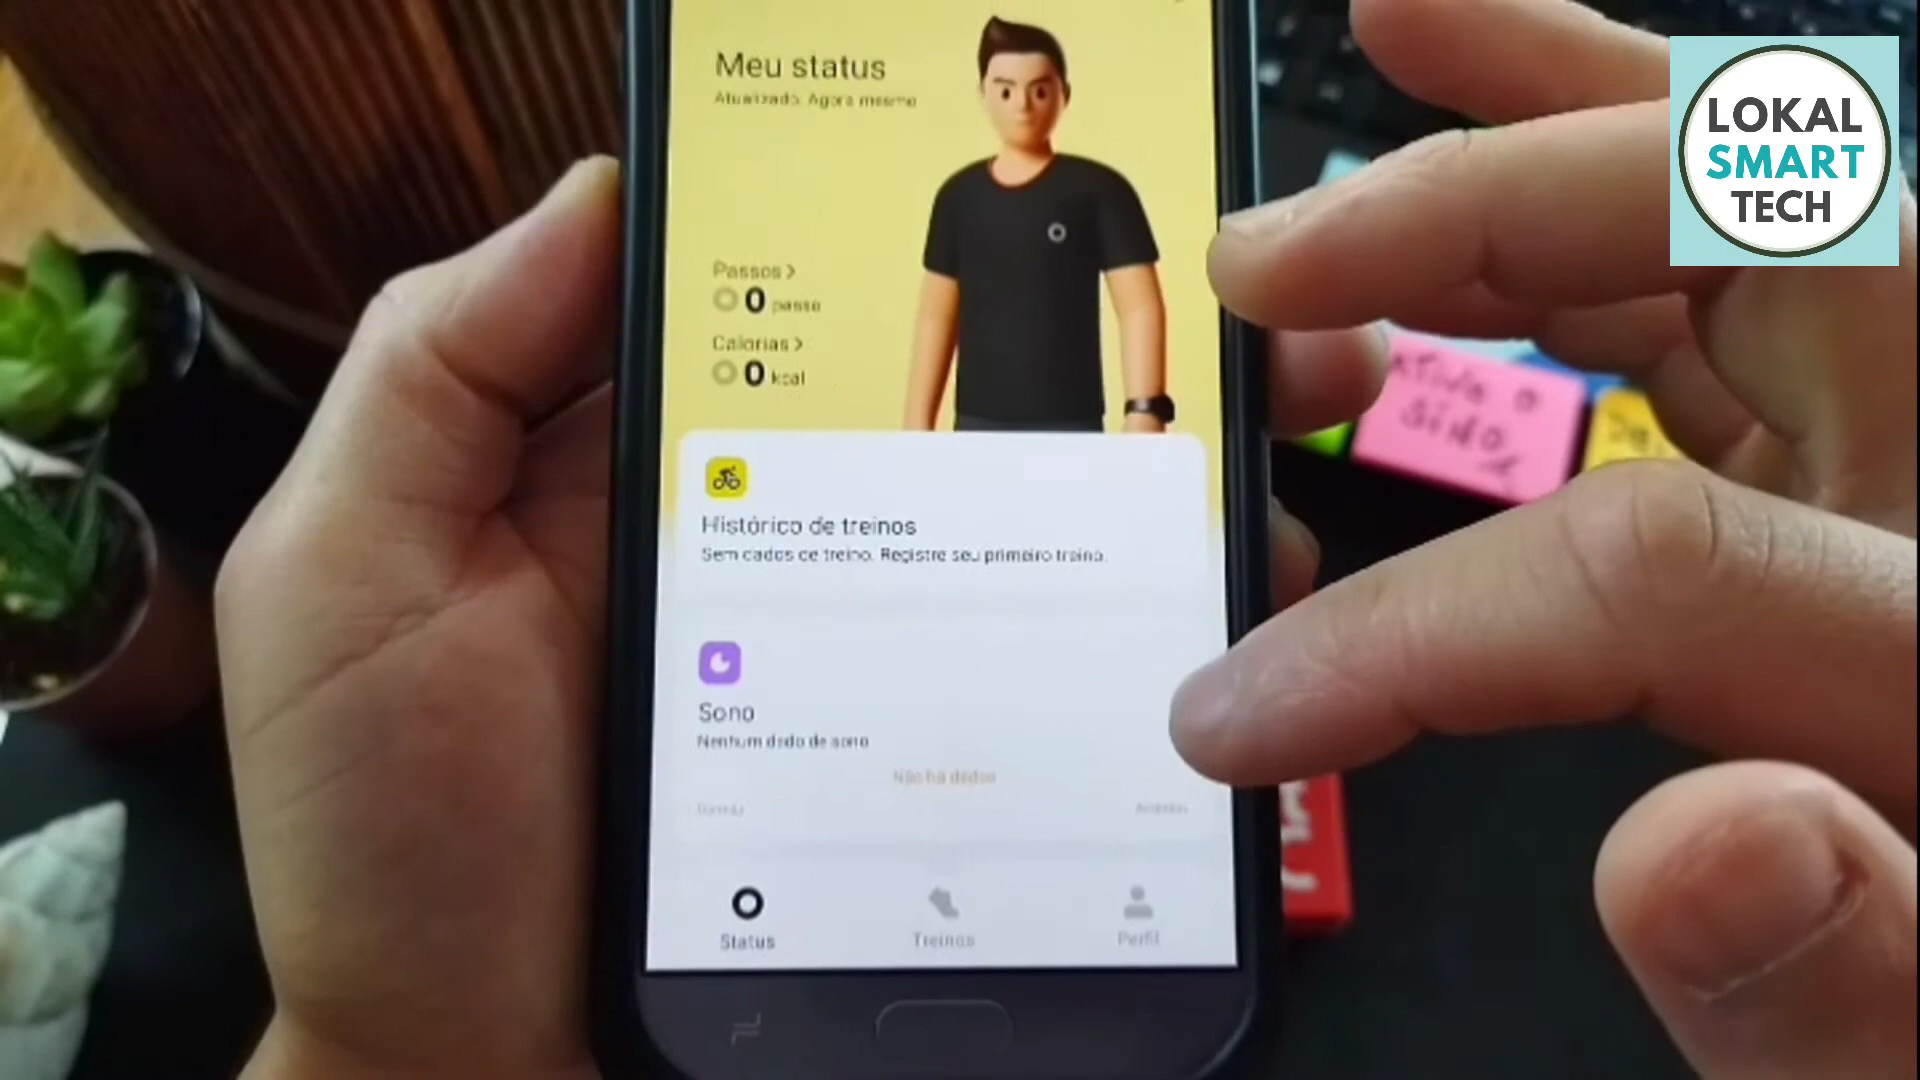 Meu status
Atualizado. Agora mesmo
Passos >
0 passo
Calorias >
0 kcal
Histórico de treinos
Sem dados de treino. Registre seu primeiro treino.
Sono
Nenhum dado de sono
Não há dados
Status
Treinos
Perfil
LOKAL
SMART
TECH